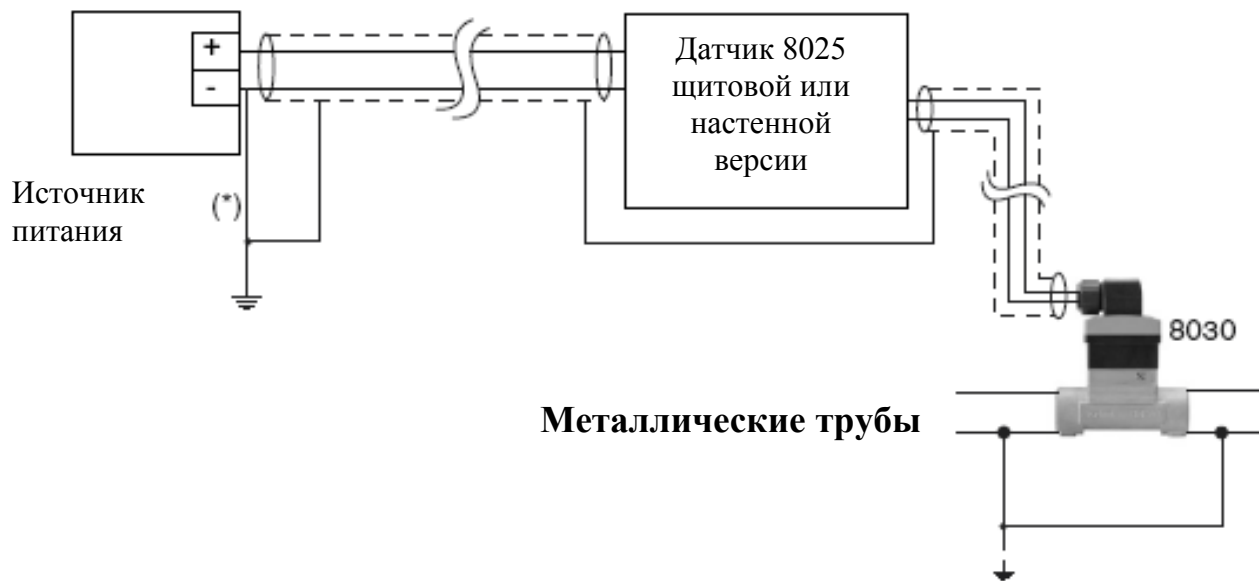 +
-
Датчик 8025
щитовой или
настенной
версии
Источник
питания
(*)
8030
Металлические трубы